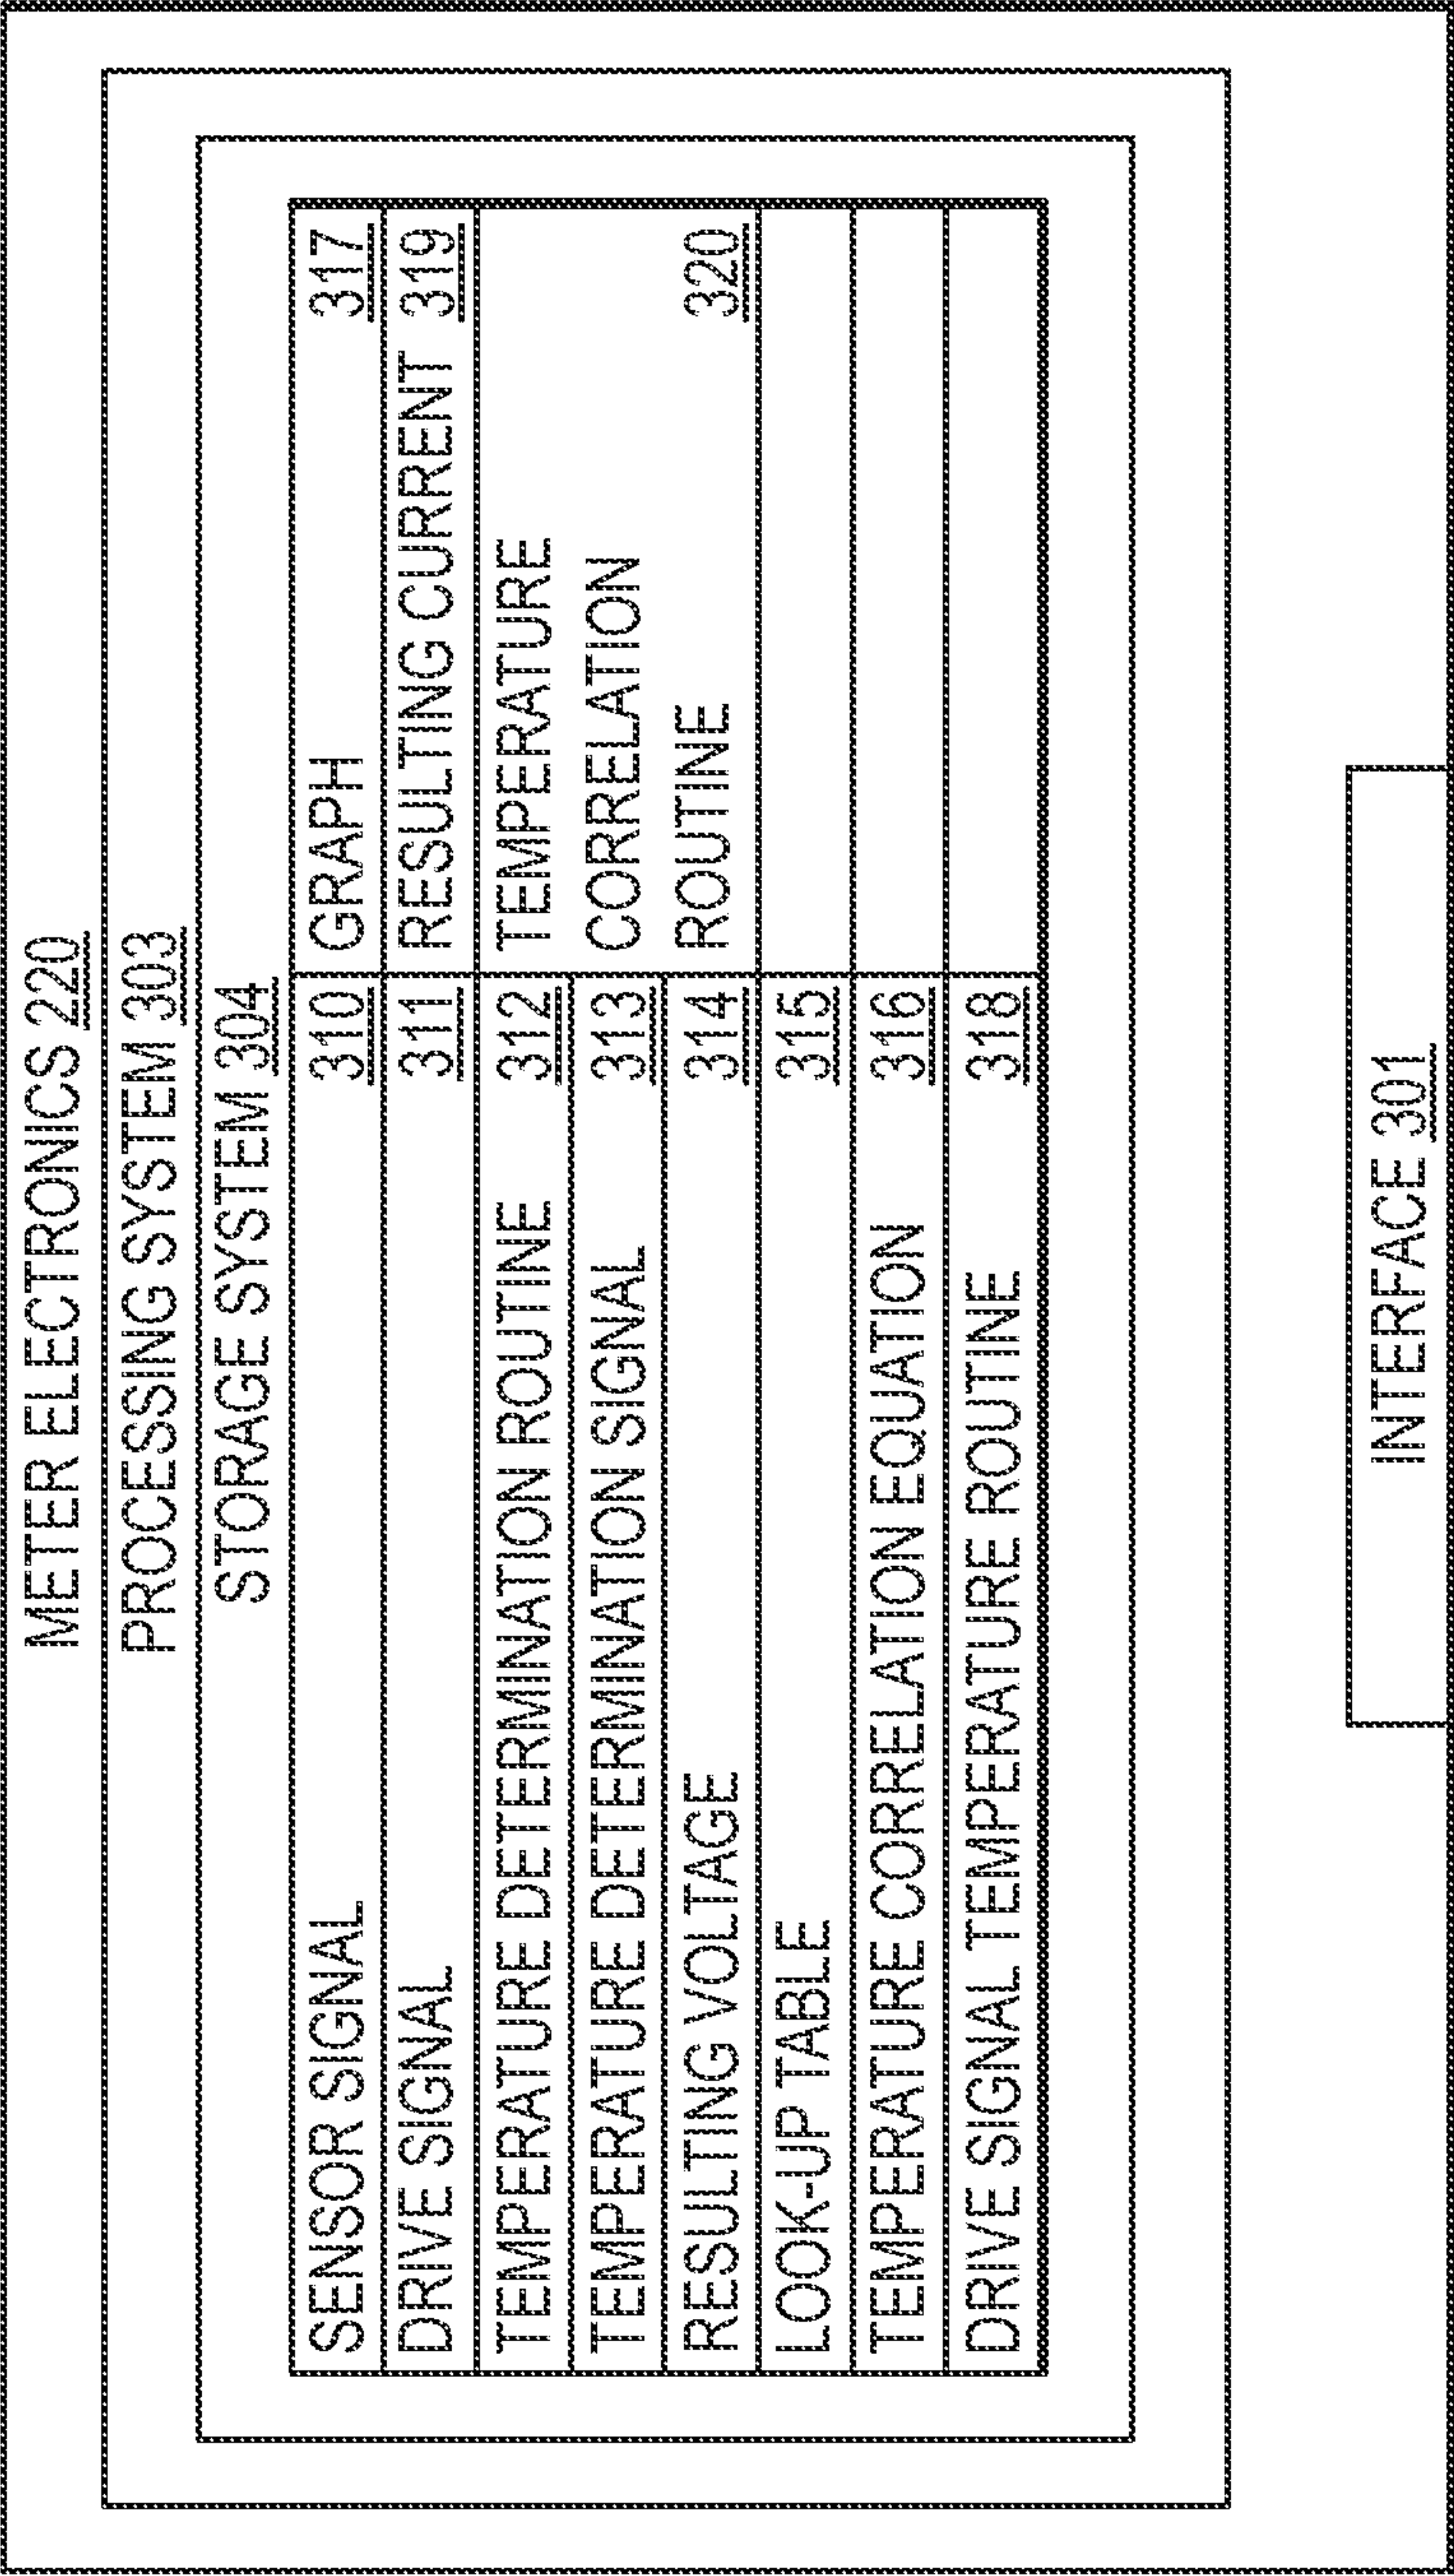 METER ELECTRONICS 220
PROCESSING SYSTEM 303
STORAGE SYSTEM 304
SENSOR SIGNAL 310
DRIVE SIGNAL 311
TEMPERATURE DETERMINATION ROUTINE 312
TEMPERATURE DETERMINATION SIGNAL 313
RESULTING VOLTAGE 314
LOOK-UP TABLE 315
TEMPERATURE CORRELATION EQUATION 316
DRIVE SIGNAL TEMPERATURE ROUTINE 318
GRAPH 317
RESULTING CURRENT 319
TEMPERATURE
CORRELATION
ROUTINE 320
INTERFACE 301